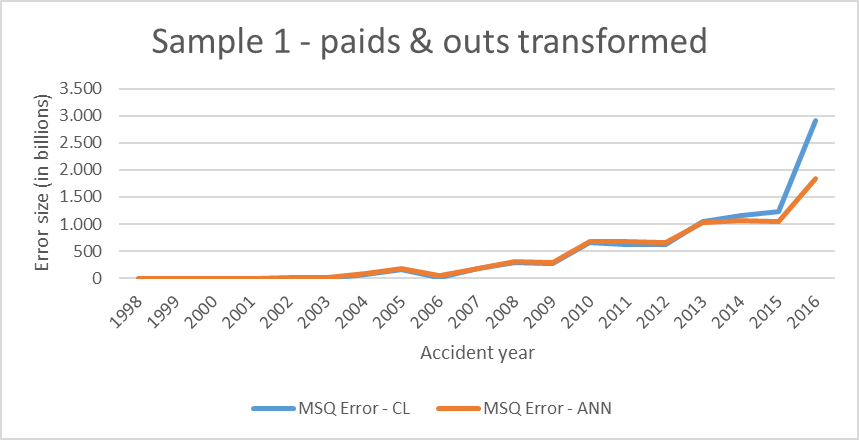 Sample 1 - paids & outs transformed
Error size (in billions)
3.500
3.000
2.500
2.000
1.500
1.000
500
0
1998 1999 2000 2001 2002 2003 2004 2005 2006 2007 2008 2009 2010 2011 2012 2013 2014 2015 2016
Accident year
MSQ Error - CL MSQ Error - ANN